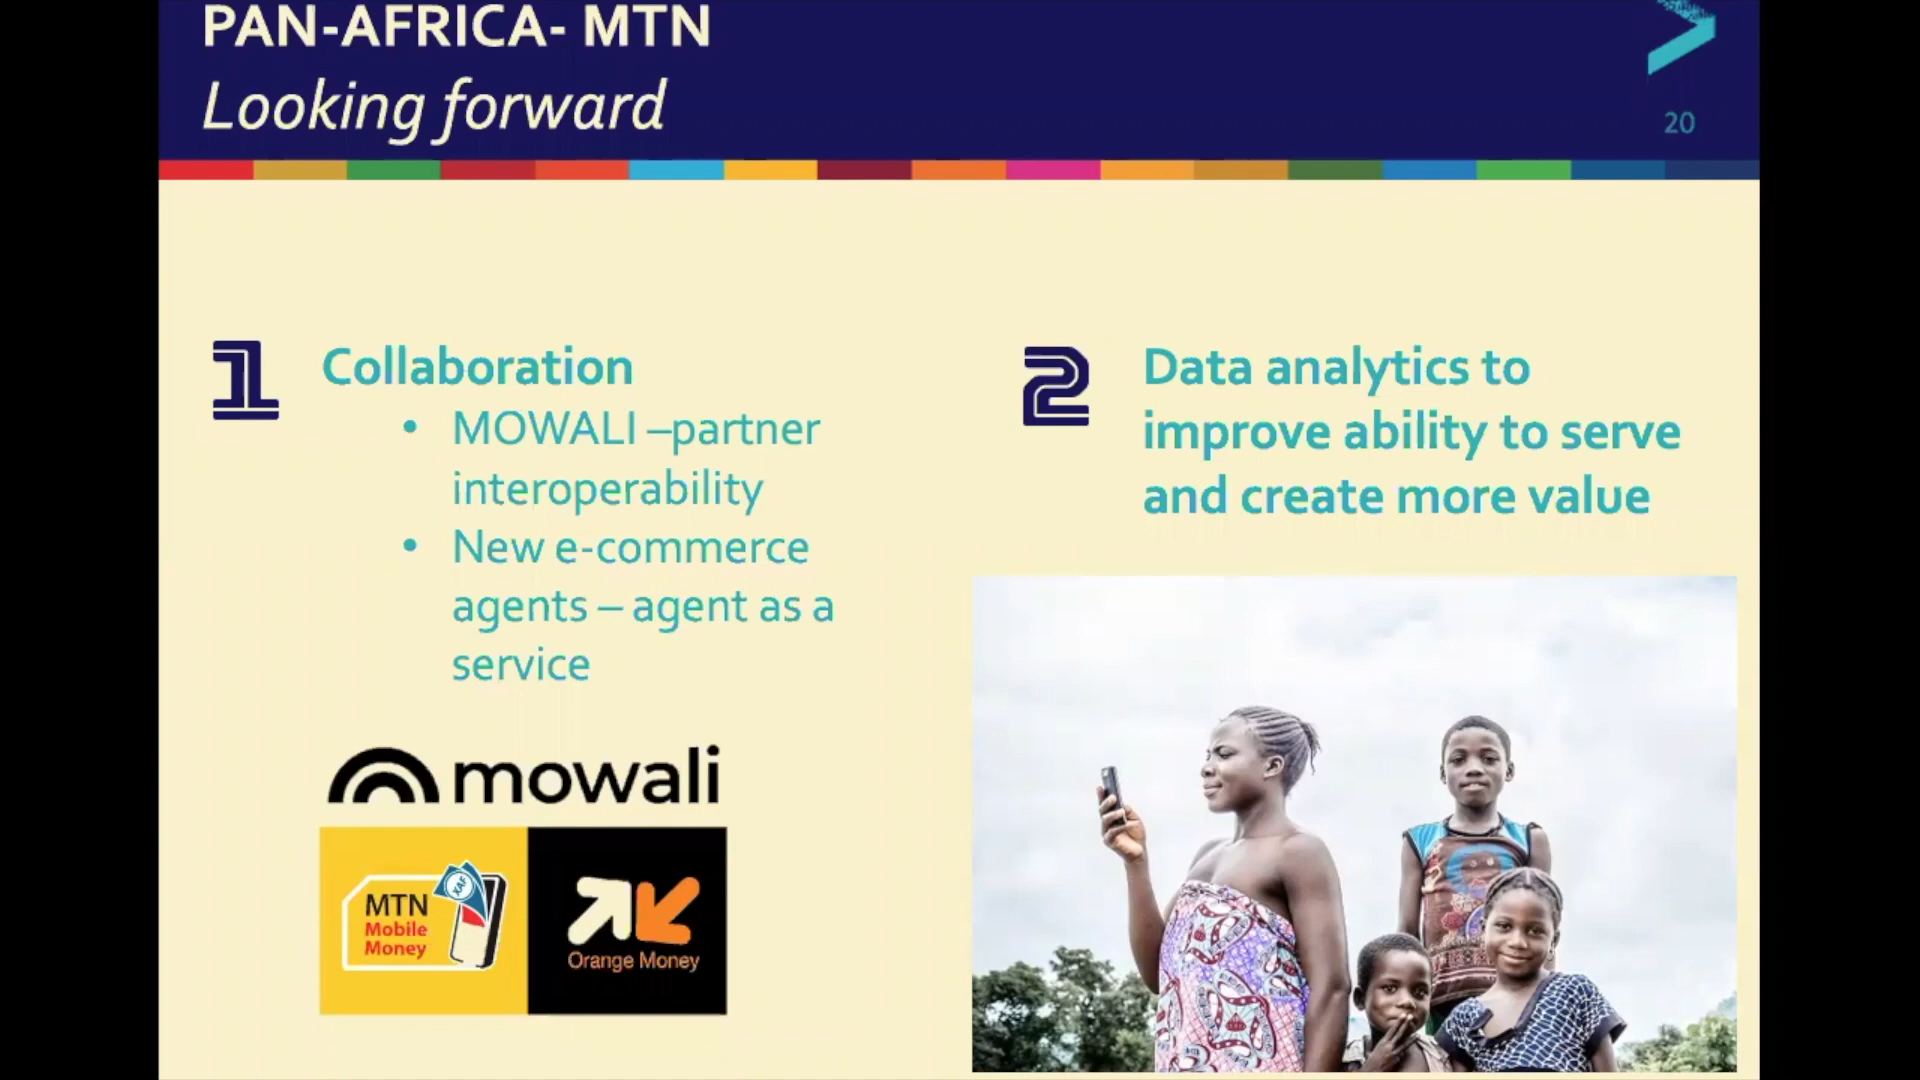 PAN-AFRICA- MTN
Looking forward
20
1
Collaboration
• MOWALI –partner
interoperability
• New e-commerce
agents – agent as a
service
mowali
MTN
Mobile
Money
XAF
Orange Money
2
Data analytics to
improve ability to serve
and create more value